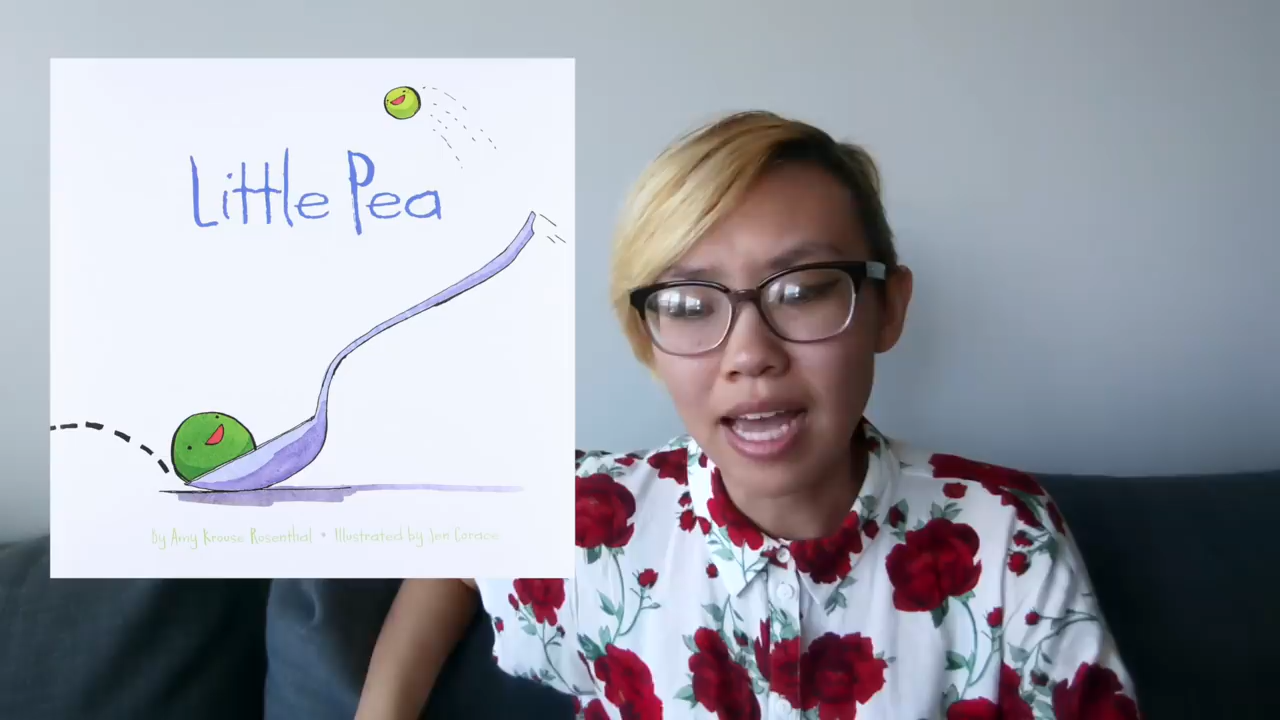 Little Pea
by Amy Krouse Rosenthal • Illustrated by Jen Corace